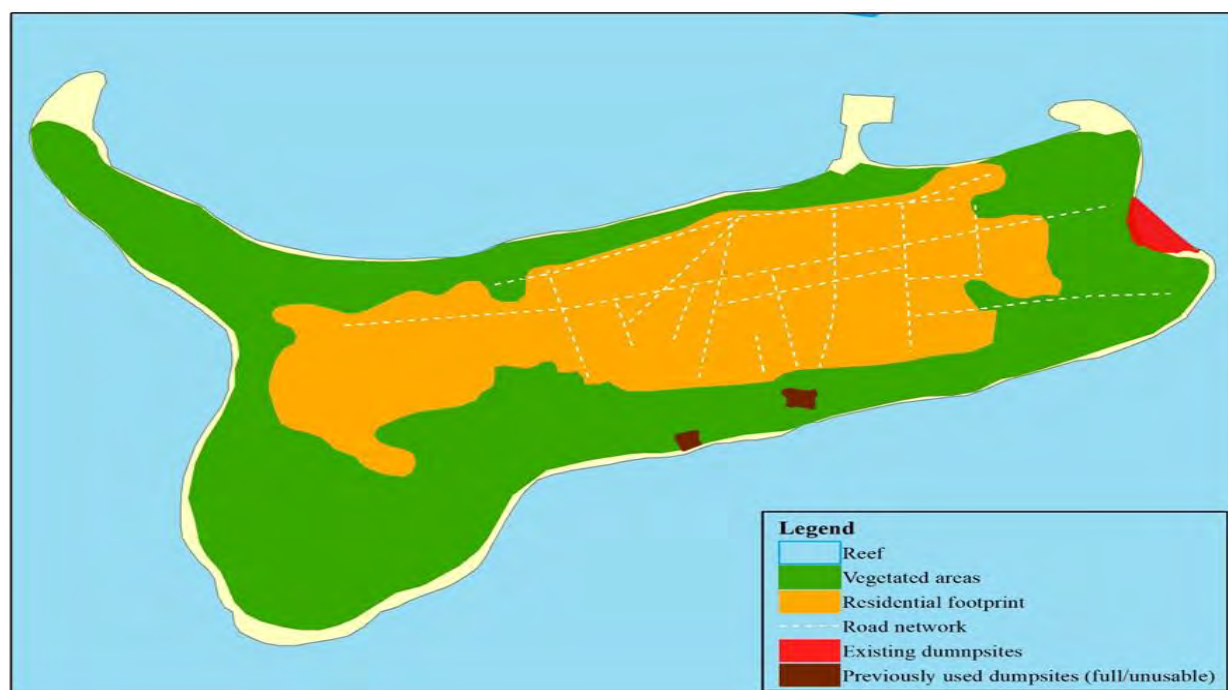 Legend
Reef
Vegetated areas
Residential footprint
Road network
Existing dumnpsites
Previously used dumpsites (full/unusable)